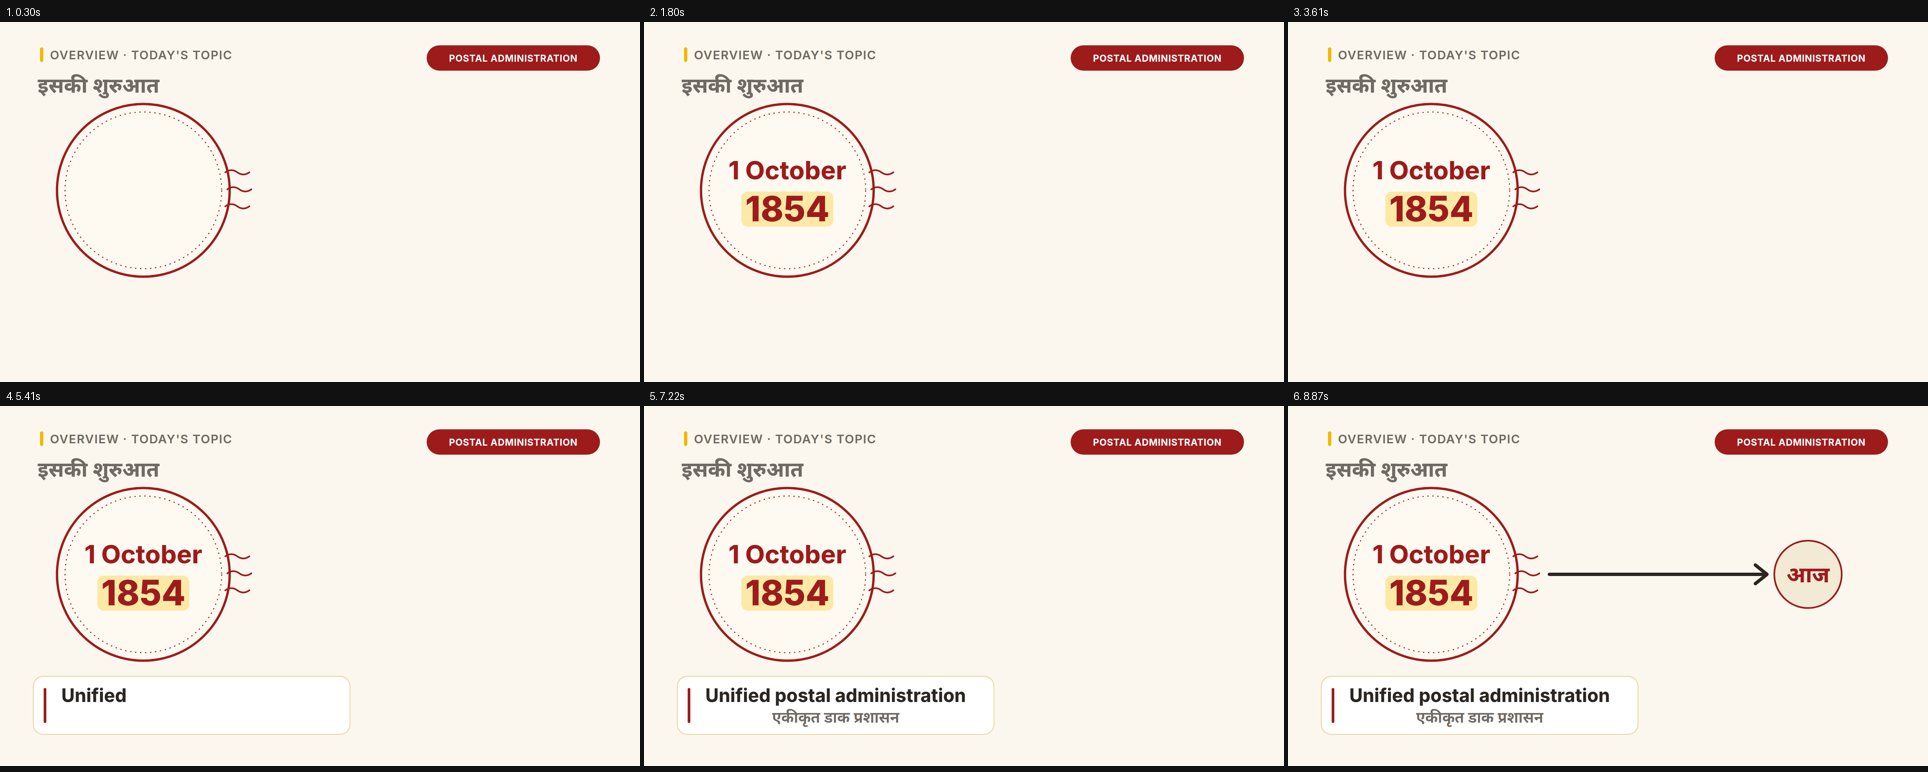 1. 0.30s
OVERVIEW · TODAY'S TOPIC
POSTAL ADMINISTRATION
इसकी शुरुआत
2. 1.80s
OVERVIEW · TODAY'S TOPIC
POSTAL ADMINISTRATION
इसकी शुरुआत
1 October
1854
3. 3.61s
OVERVIEW · TODAY'S TOPIC
POSTAL ADMINISTRATION
इसकी शुरुआत
1 October
1854
4. 5.41s
OVERVIEW · TODAY'S TOPIC
POSTAL ADMINISTRATION
इसकी शुरुआत
1 October
1854
Unified
5. 7.22s
OVERVIEW · TODAY'S TOPIC
POSTAL ADMINISTRATION
इसकी शुरुआत
1 October
1854
Unified postal administration
एकीकृत डाक प्रशासन
6. 8.87s
OVERVIEW · TODAY'S TOPIC
POSTAL ADMINISTRATION
इसकी शुरुआत
1 October
1854
आज
Unified postal administration
एकीकृत डाक प्रशासन